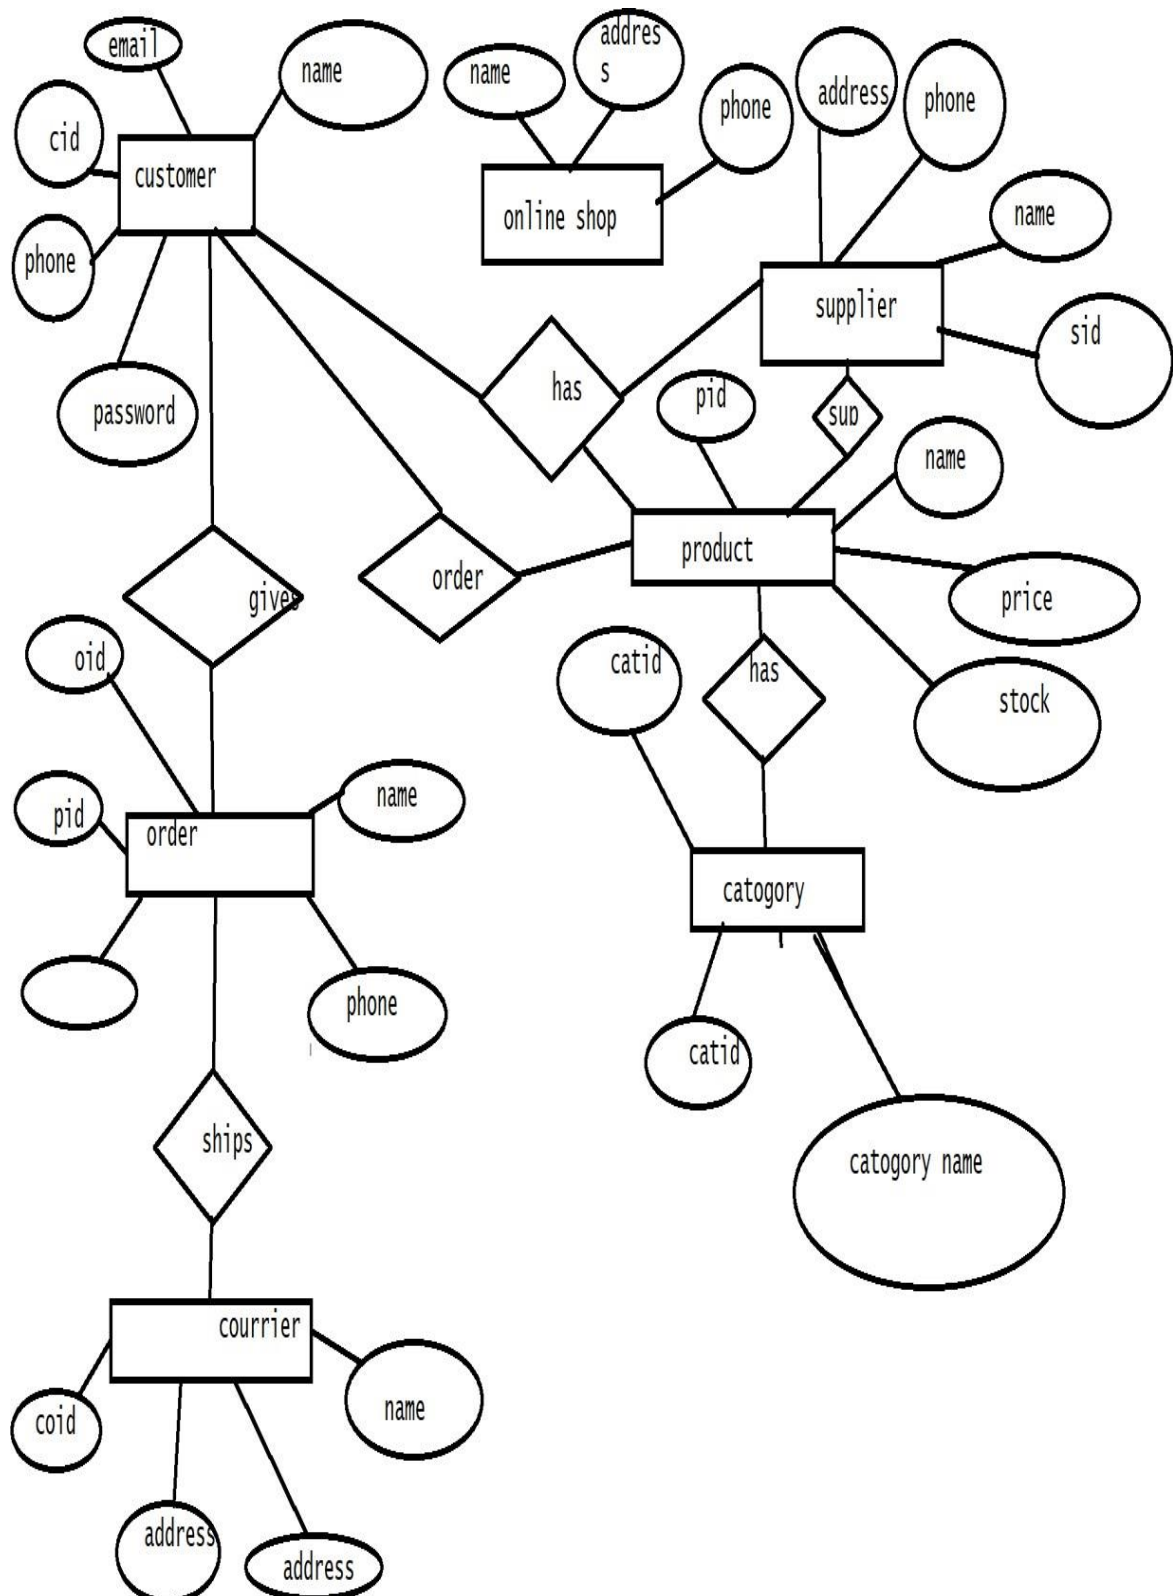 email
name
addres
s
name
address
phone
phone
cid
customer
online shop
name
phone
supplier
sid
password
has
pid
sup
name
product
order
gives
price
oid
catid
has
stock
pid
order
name
catogory
phone
catid
ships
catogory name
courrier
coid
name
address
address